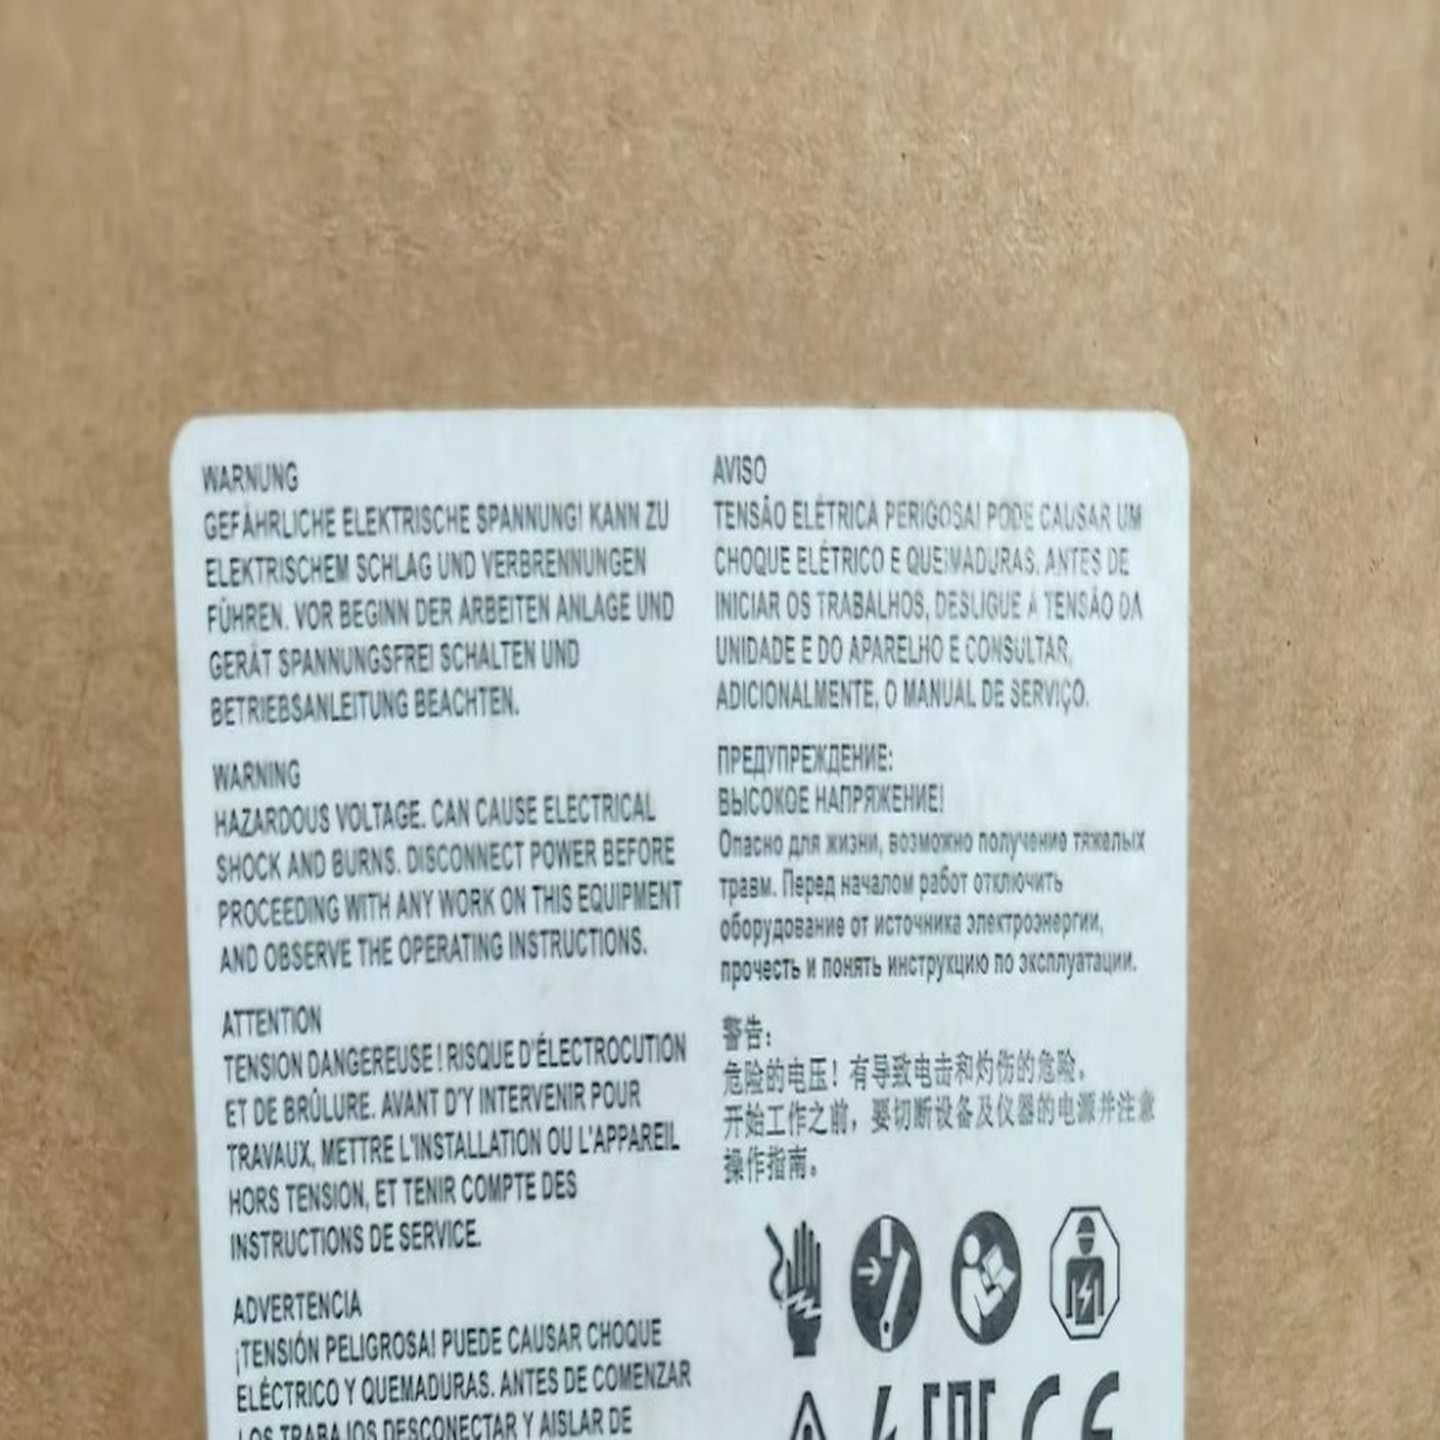 WARNUNG
GEFÄHRLICHE ELEKTRISCHE SPANNUNG! KANN ZU
ELEKTRISCHEM SCHLAG UND VERBRENNUNGEN
FÜHREN. VOR BEGINN DER ARBEITEN ANLAGE UND
GERÄT SPANNUNGSFREI SCHALTEN UND
BETRIEBSANLEITUNG BEACHTEN.
WARNING
HAZARDOUS VOLTAGE. CAN CAUSE ELECTRICAL
SHOCK AND BURNS. DISCONNECT POWER BEFORE
PROCEEDING WITH ANY WORK ON THIS EQUIPMENT
AND OBSERVE THE OPERATING INSTRUCTIONS.
ATTENTION
TENSION DANGEREUSE ! RISQUE D'ÉLECTROCUTION
ET DE BRÛLURE. AVANT D'Y INTERVENIR POUR
TRAVAUX, METTRE L'INSTALLATION OU L'APPAREIL
HORS TENSION, ET TENIR COMPTE DES
INSTRUCTIONS DE SERVICE.
ADVERTENCIA
¡TENSIÓN PELIGROSA! PUEDE CAUSAR CHOQUE
ELÉCTRICO Y QUEMADURAS. ANTES DE COMENZAR
LOS TRABAJOS DESCONECTAR Y AISLAR DE
AVISO
TENSÃO ELÉTRICA PERIGOSA! PODE CAUSAR UM
CHOQUE ELÉTRICO E QUEIMADURAS. ANTES DE
INICIAR OS TRABALHOS, DESLIGUE A TENSÃO DA
UNIDADE E DO APARELHO E CONSULTAR,
ADICIONALMENTE, O MANUAL DE SERVIÇO.
ПРЕДУПРЕЖДЕНИЕ:
ВЫСОКОЕ НАПРЯЖЕНИЕ!
Опасно для жизни, возможно получение тяжелых
травм. Перед началом работ отключить
оборудование от источника электроэнергии,
прочесть и понять инструкцию по эксплуатации.
警告:
危险的电压！有导致电击和灼伤的危险。
开始工作之前，要切断设备及仪器的电源并注意
操作指南。
CE